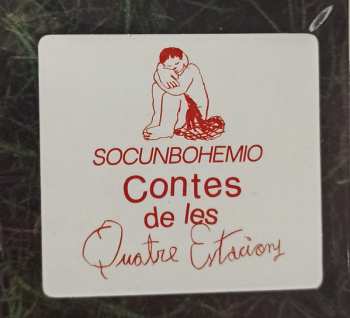 SOCUNBOHEMIO
Contes
de les
Quatre Estacions